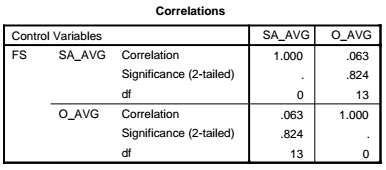 Correlations
Control Variables SA_AVG O_AVG
FS SA_AVG Correlation 1.000 .063
Significance (2-tailed) . .824
df 0 13
O_AVG Correlation .063 1.000
Significance (2-tailed) .824 .
df 13 0